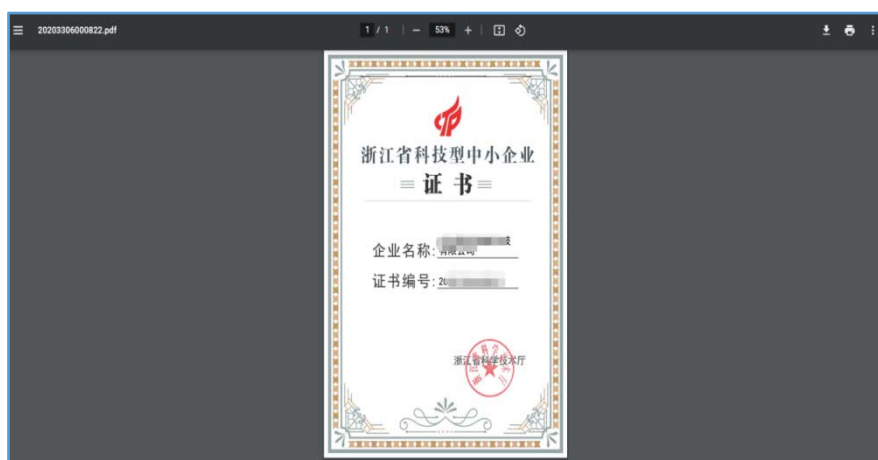 20203306000822.pdf
1 / 1
53%
浙江省科技型中小企业
证 书
企业名称:
技
有限公司
证书编号: 20
浙江省科学技术厅